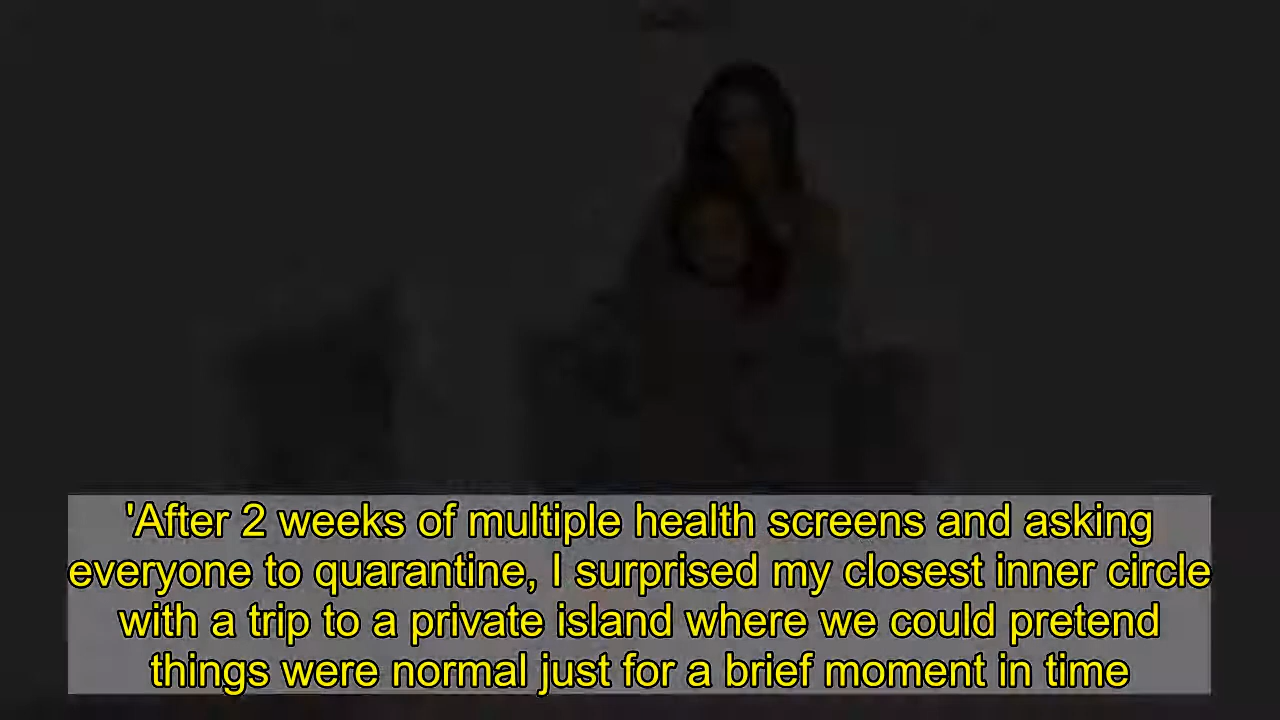 'After 2 weeks of multiple health screens and asking
everyone to quarantine, I surprised my closest inner circle
with a trip to a private island where we could pretend
things were normal just for a brief moment in time